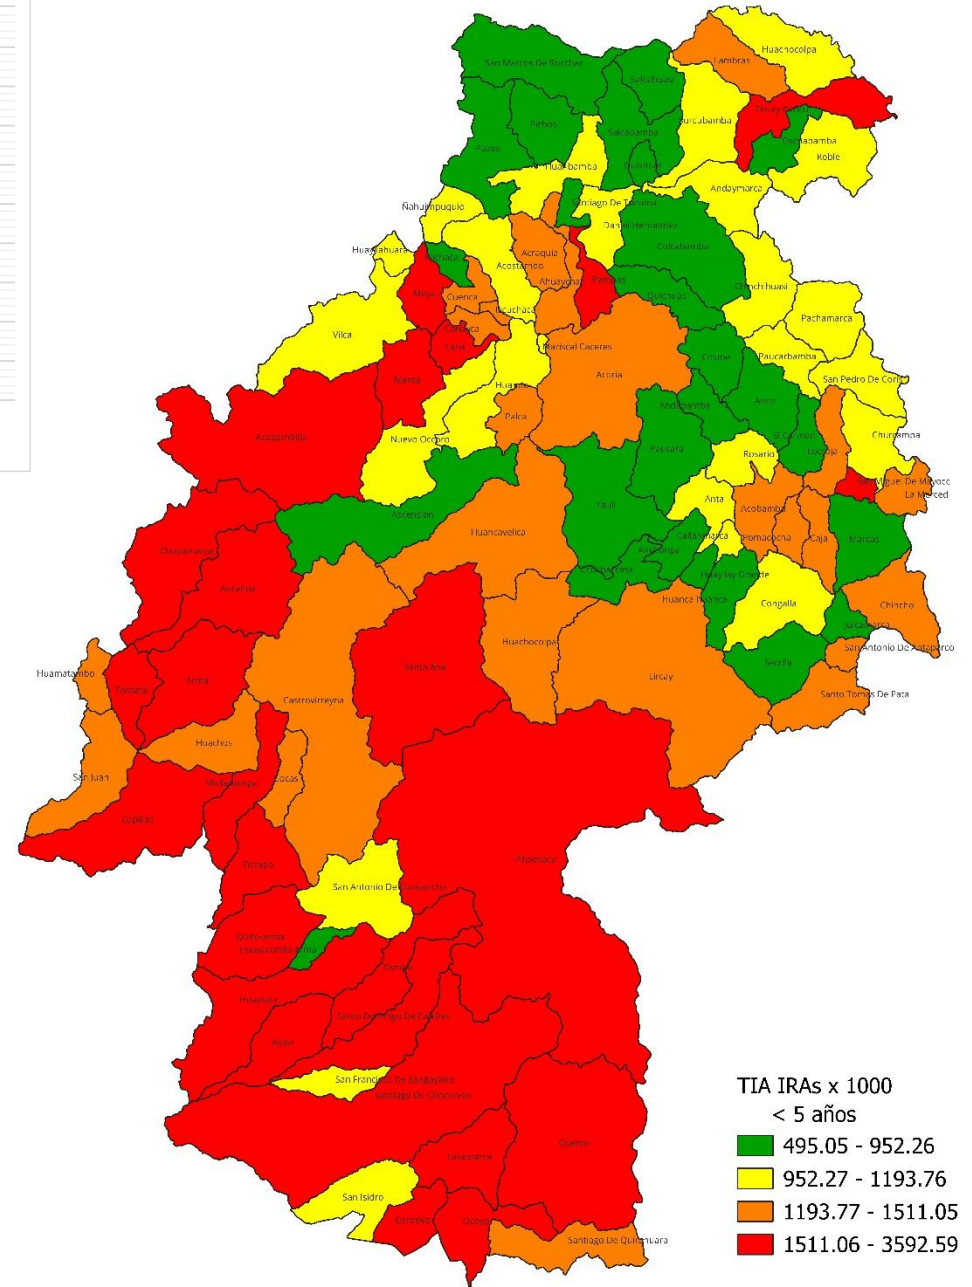 Huachocolpa
San Marcos De Rocchac
Lambras
Salcahuasi
Pichos
Surcubamba
Salcabamba
Cochabamba
Pazos
Roble
Andaymarca
Ñahuimpuquio
Santiago De Tucuma
Daniel Hernandez
Colcabamba
Acraquia
Acostambo
Ahuaycha
Pampas
Chinchihuasi
Moya
Cuenca
Quichuas
Izcuchaca
Pachamarca
Vilca
Conayca
Laria
Mariscal Caceres
Cosme
Paucarbamba
Acoria
Manta
San Pedro De Coris
Anco
Andabamba
Palca
El Carmen
Churcampa
Acobambilla
Nuevo Occoro
Paucara
Rosario
Locroja
San Miguel De Mayocc
La Merced
Anta
Yauli
Acobamba
Ascension
Huancavelica
Callanmarca
Pomacocha
Caja
Marcas
Chupamarca
Anchonga
Ccochaccasa
Huayllay Grande
Aurahua
Huanca Huanca
Congalla
Chincho
Julcamarca
Huachocolpa
San Antonio De Antaparco
Secclla
Huamatambo
Santa Ana
Lircay
Tantara
Arma
Santo Tomas De Pata
Castrovirreyna
Huachos
San Juan
Cocas
Mollepampa
Capillas
Pilpichaca
Ticrapo
San Antonio De Cusicancha
Quito-arma
Huayacundo Arma
Tambo
Huaytara
Santo Domingo De Capillas
Ayavi
San Francisco De Sangayaico
Santiago De Chocorvos
Querco
Laramarca
San Isidro
Cordova
Ocoyo
Santiago De Quirahuara
TIA IRAs x 1000
< 5 años
495.05 - 952.26
952.27 - 1193.76
1193.77 - 1511.05
1511.06 - 3592.59